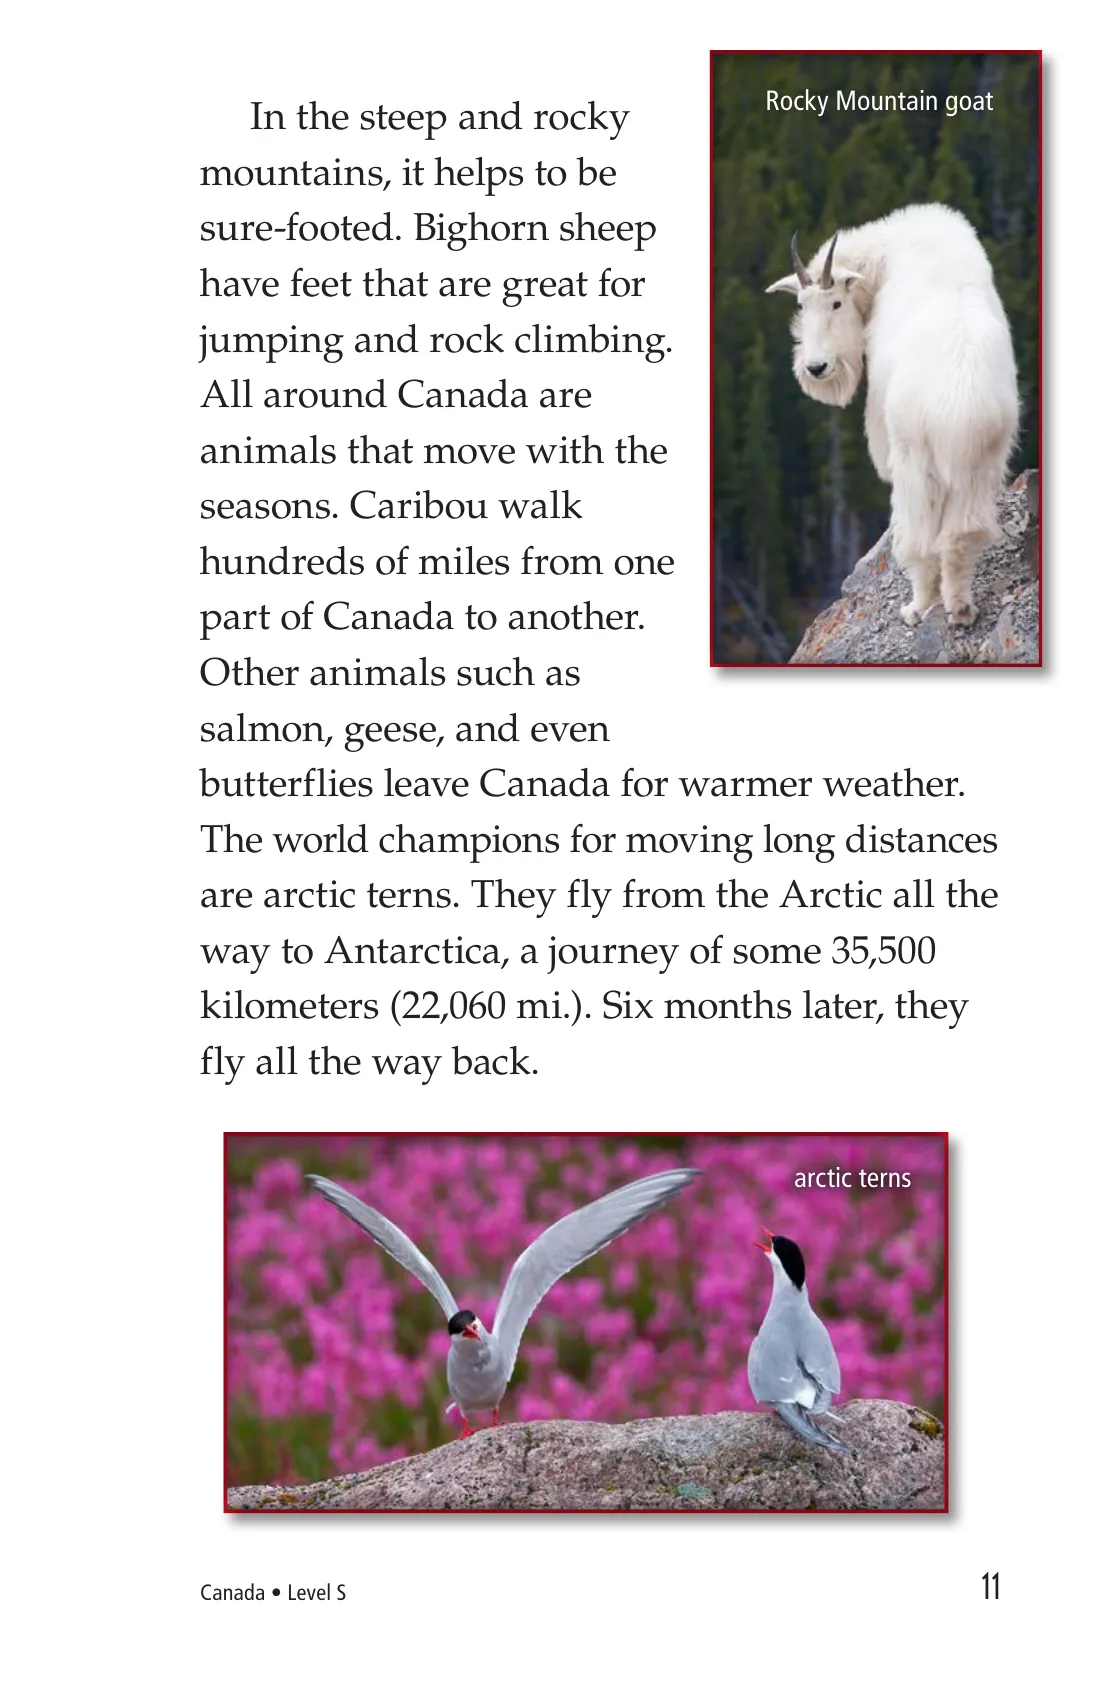 Rocky Mountain goat
In the steep and rocky
mountains, it helps to be
sure-footed. Bighorn sheep
have feet that are great for
jumping and rock climbing.
All around Canada are
animals that move with the
seasons. Caribou walk
hundreds of miles from one
part of Canada to another.
Other animals such as
salmon, geese, and even
butterflies leave Canada for warmer weather.
The world champions for moving long distances
are arctic terns. They fly from the Arctic all the
way to Antarctica, a journey of some 35,500
kilometers (22,060 mi.). Six months later, they
fly all the way back.
arctic terns
Canada • Level S
11